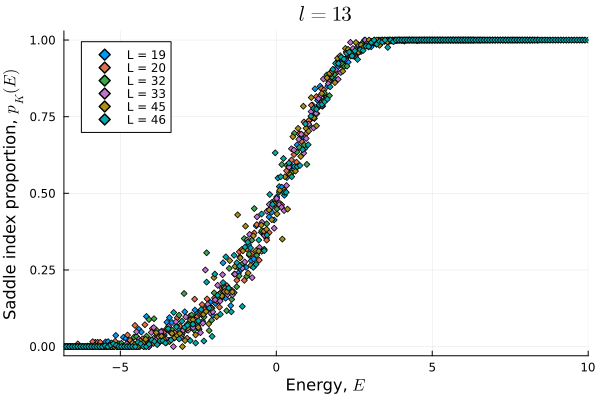 l = 13
Saddle index proportion, p_K(E)
1.00
0.75
0.50
0.25
0.00
L = 19
L = 20
L = 32
L = 33
L = 45
L = 46
−5 0 5 10
Energy, E